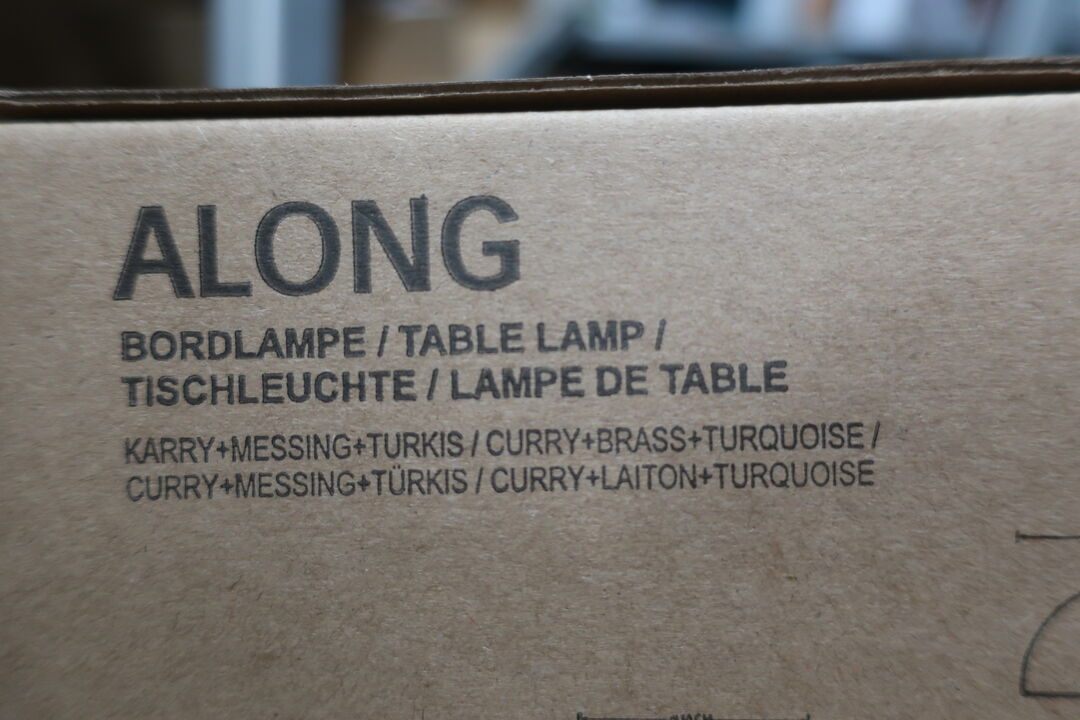 ALONG
BORDLAMPE / TABLE LAMP /
TISCHLEUCHTE / LAMPE DE TABLE
KARRY+MESSING+TURKIS / CURRY+BRASS+TURQUOISE /
CURRY+MESSING+TÜRKIS / CURRY+LAITON+TURQUOISE